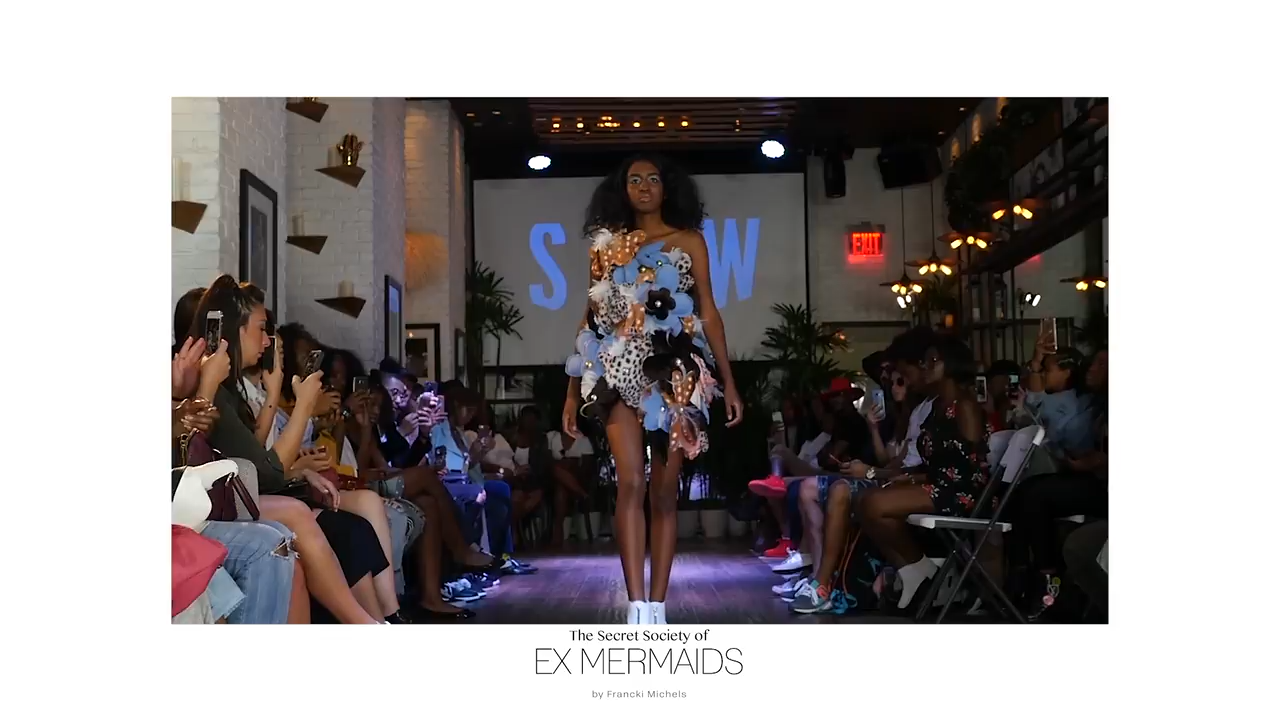 S W
EXIT
The Secret Society of
EX MERMAIDS
by Francki Michels